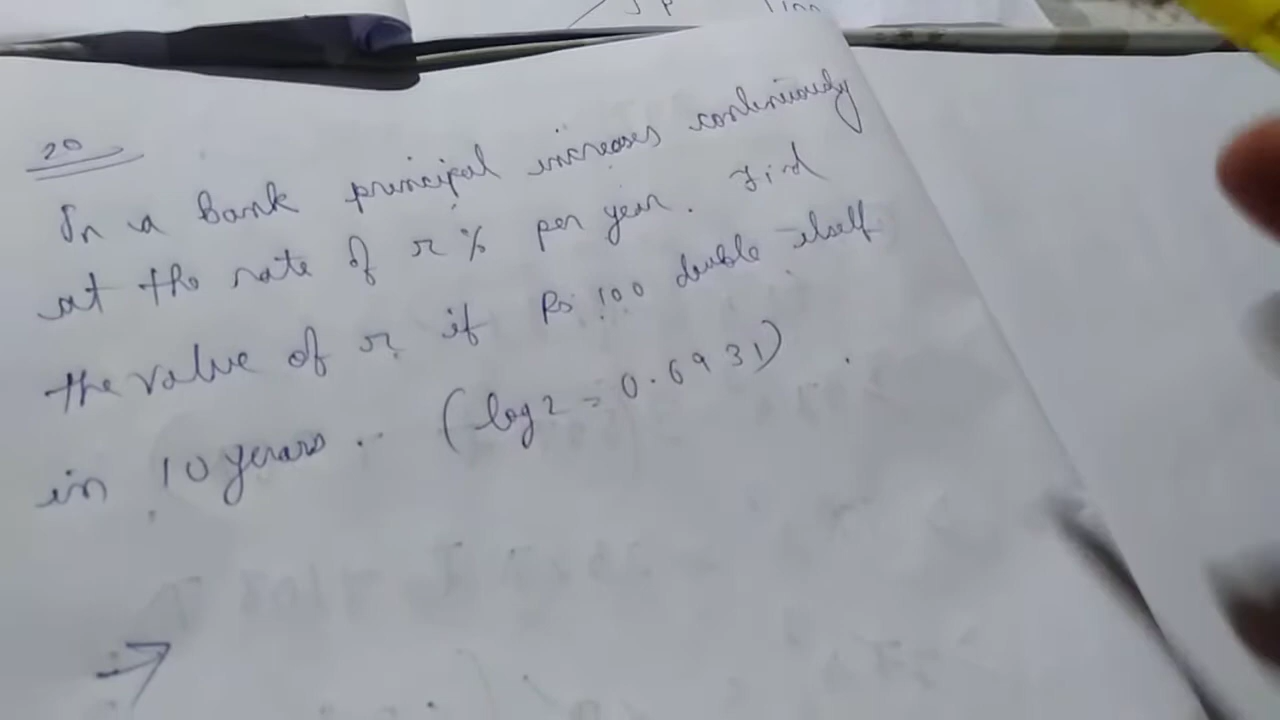 20
In a bank principal increases continuously
at the rate of r% per year. Find
the value of r if Rs 100 double itself
in 10 years .. (log 2 = 0.6931)
→